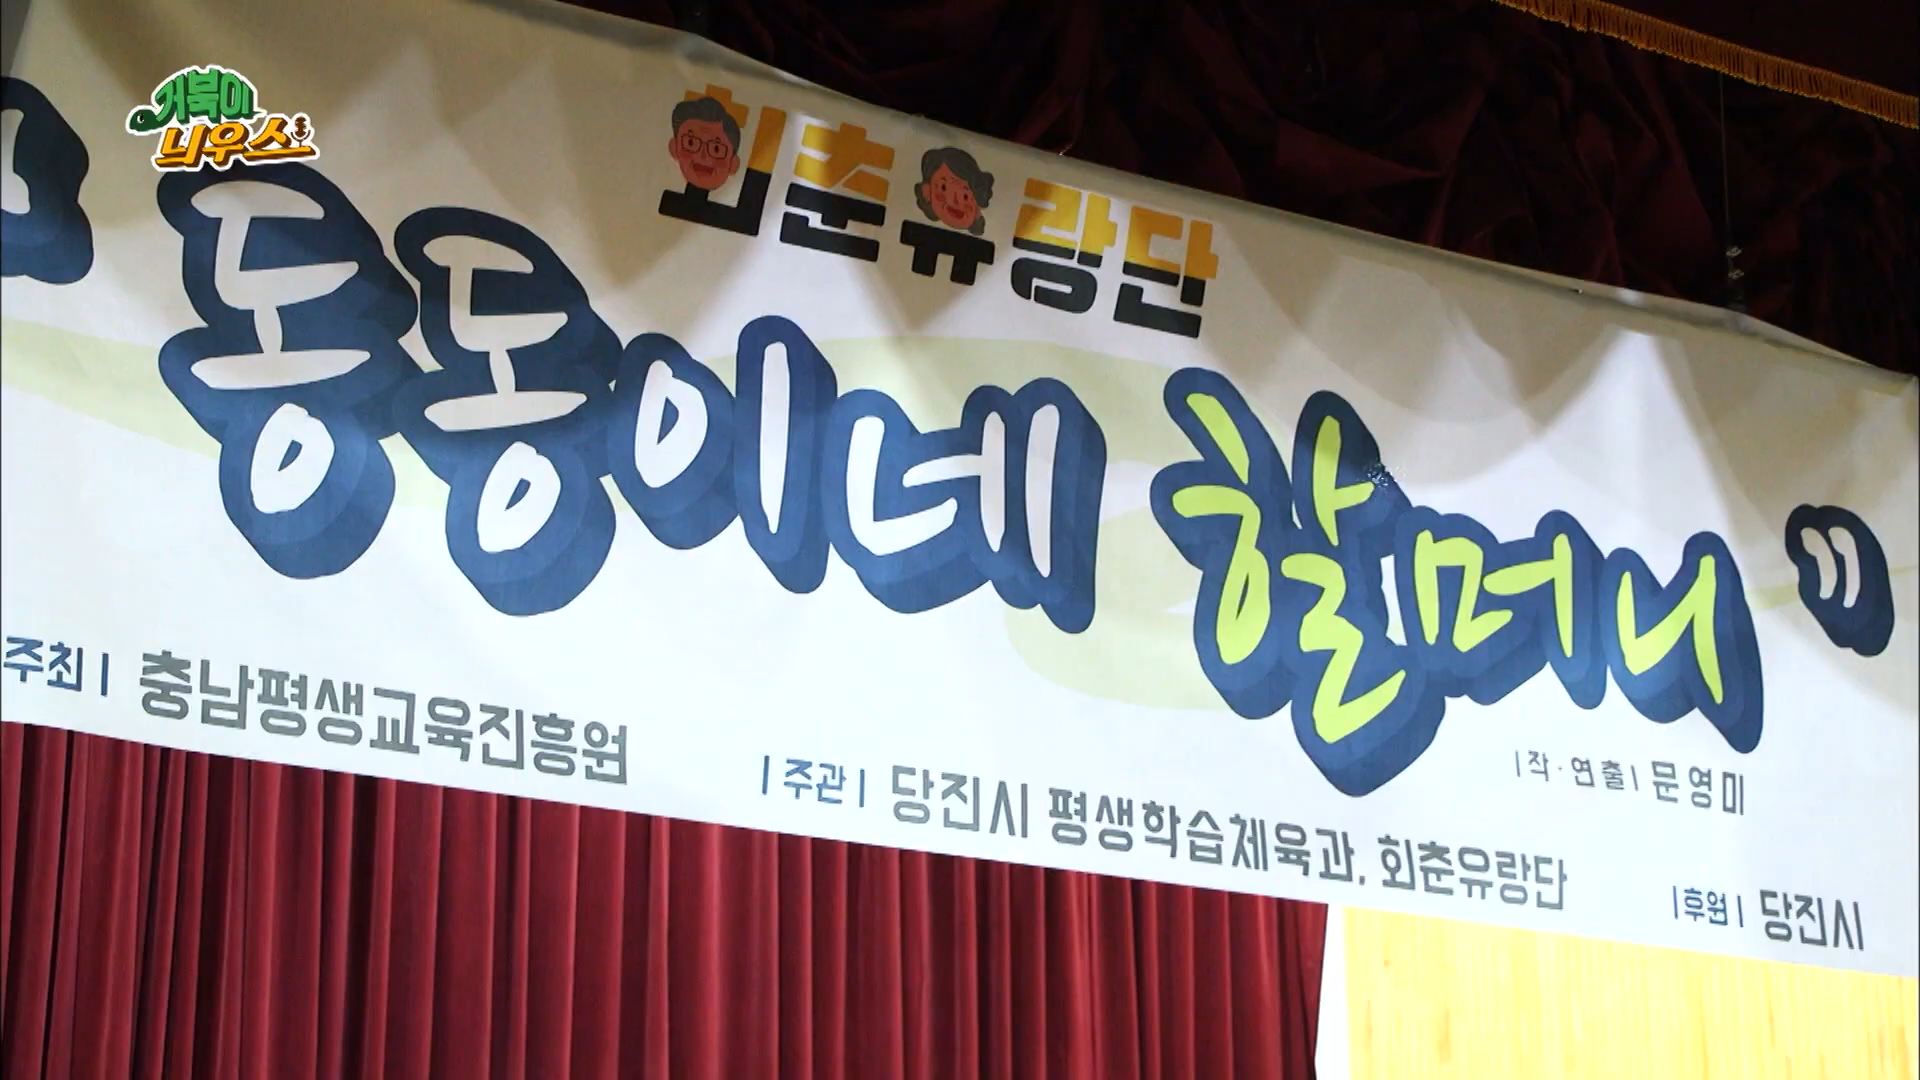 거북이
늬우스
회춘유랑단
" 동동이네 할머니 "
|작·연출| 문영미
주최| 충남평생교육진흥원 |주관| 당진시 평생학습체육과, 회춘유랑단 |후원| 당진시